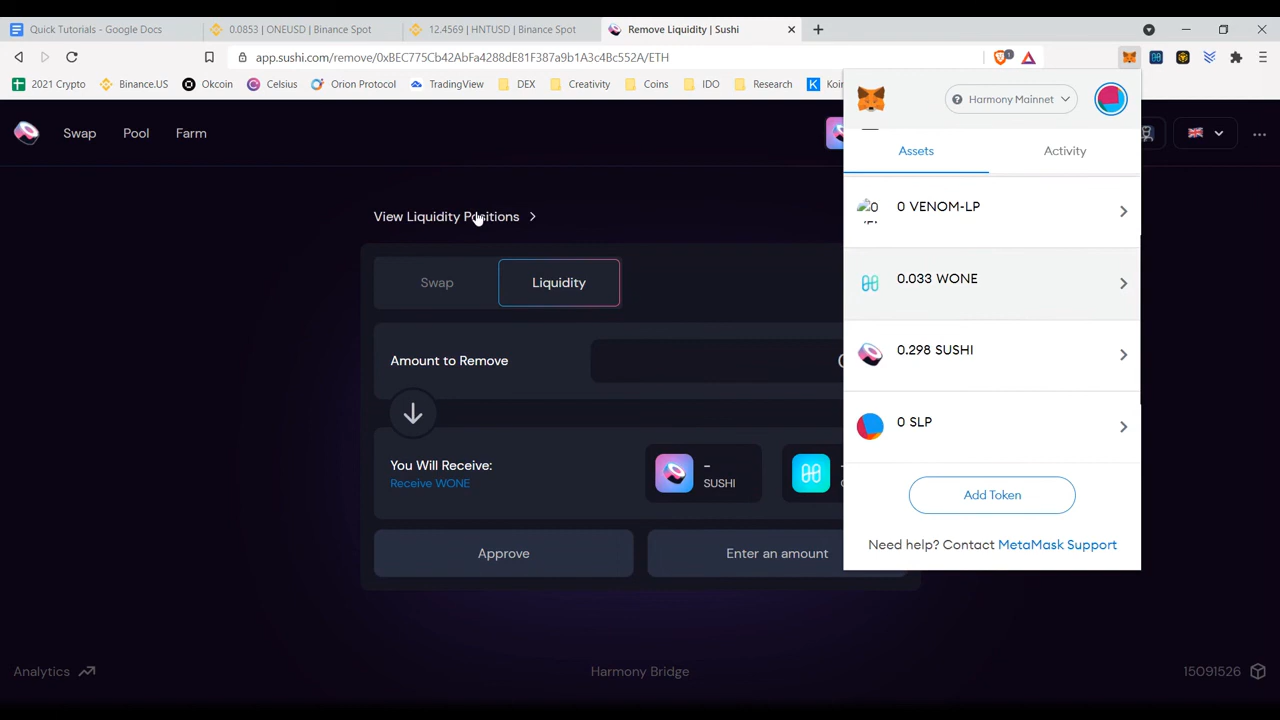 Quick Tutorials - Google Docs
0.0853 | ONEUSD | Binance Spot
12.4569 | HNTUSD | Binance Spot
Remove Liquidity | Sushi
app.sushi.com/remove/0xBEC775Cb42AbFa4288dE81F387a9b1A3c4Bc552A/ETH
1
2021 Crypto
Binance.US
Okcoin
Celsius
Orion Protocol
TradingView
DEX
Creativity
Coins
IDO
Research
Koin
Harmony Mainnet
Swap
Pool
Farm
Assets
Activity
View Liquidity Positions
0 VENOM-LP
Swap
Liquidity
0.033 WONE
Amount to Remove
0.298 SUSHI
0 SLP
You Will Receive:
Receive WONE
-
SUSHI
Add Token
Approve
Enter an amount
Need help? Contact MetaMask Support
Analytics
Harmony Bridge
15091526